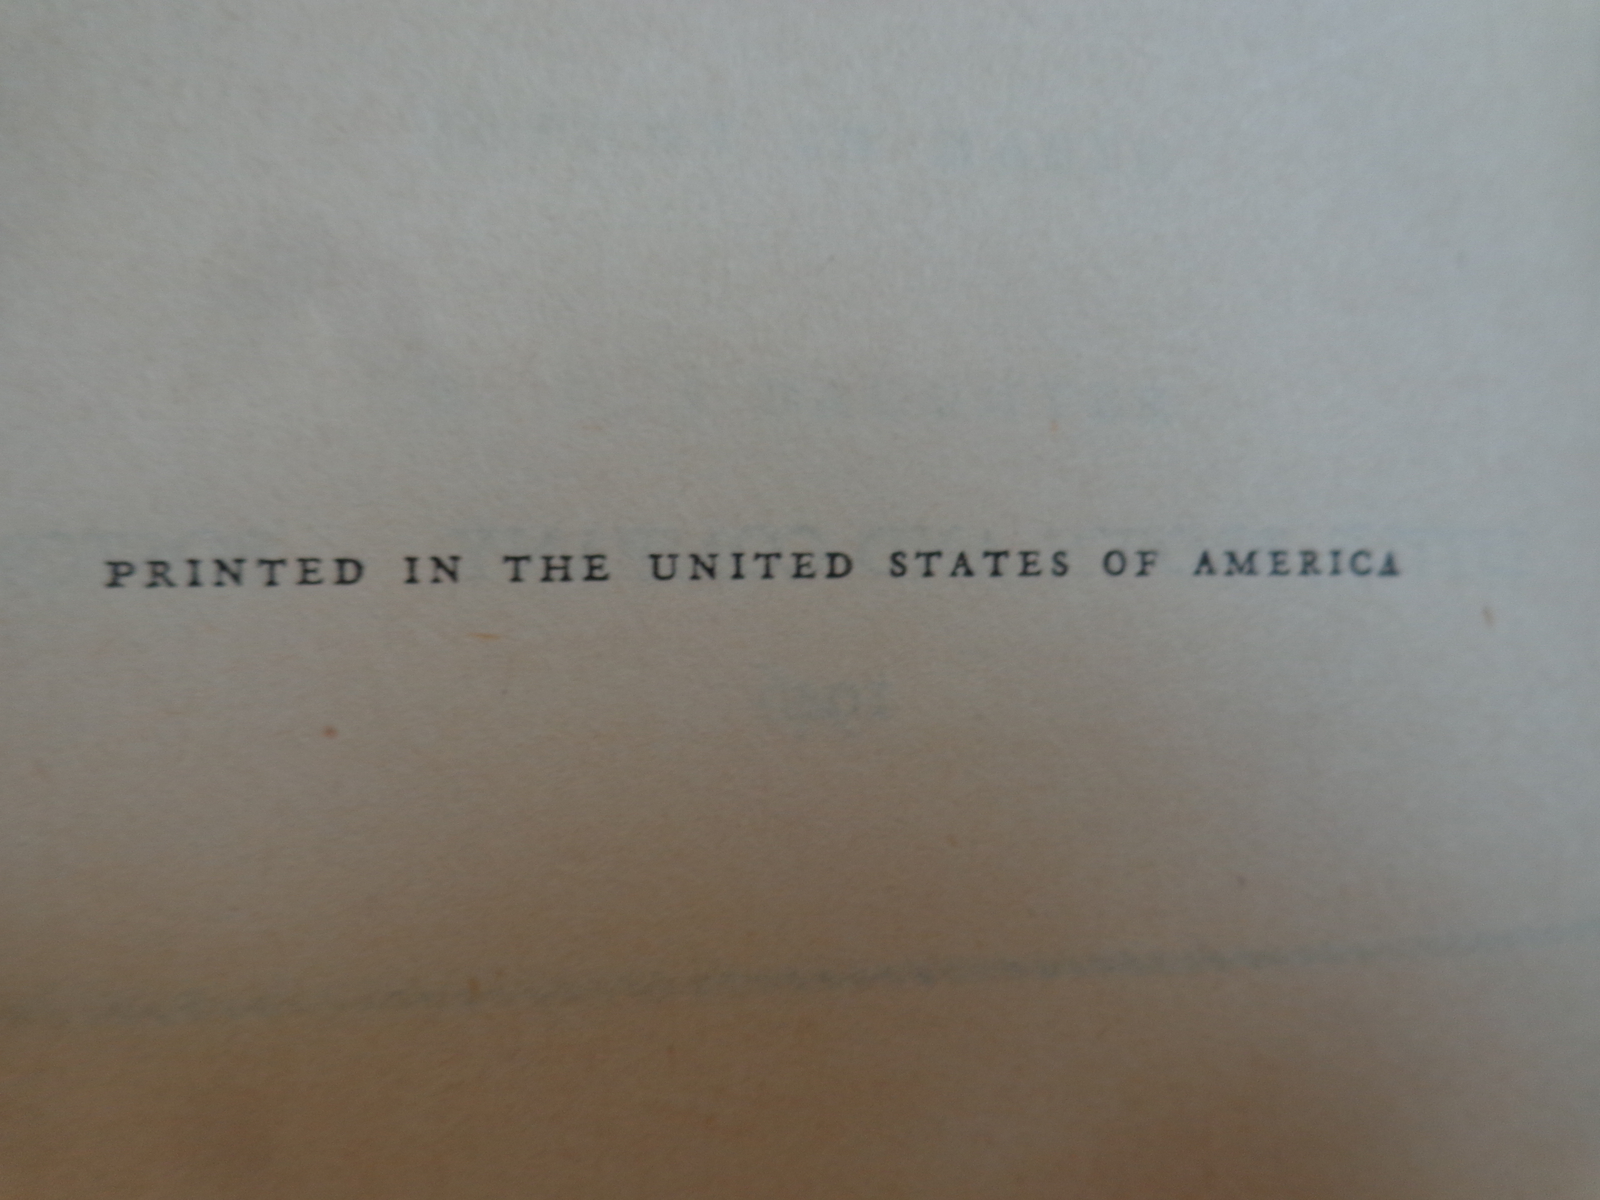 PRINTED IN THE UNITED STATES OF AMERICA